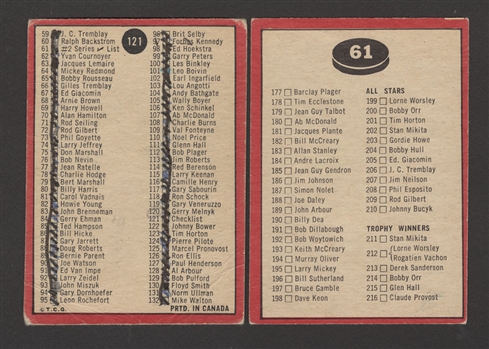 121
59 J. C. Tremblay
60 Ralph Backstrom
61 #2 Series ✓ List
62 Yvan Cournoyer
63 Jacques Lemaire
64 Mickey Redmond
65 Bobby Rousseau
66 Gilles Tremblay
67 Ed Giacomin
68 Arnie Brown
69 Harry Howell
70 Al Hamilton
71 Rod Seiling
72 Rod Gilbert
73 Phil Goyette
74 Larry Jeffrey
75 Don Marshall
76 Bob Nevin
77 Jean Ratelle
78 Charlie Hodge
79 Bert Marshall
80 Billy Harris
81 Carol Vadnais
82 Howie Young
83 John Brenneman
84 Gerry Ehman
85 Ted Hampson
86 Bill Hicke
87 Gary Jarrett
88 Doug Roberts
89 Bernie Parent
90 Joe Watson
91 Ed Van Impe
92 Larry Zeidel
93 John Miszuk
94 Gary Dornhoefer
95 Leon Rochefort
© T.C.G.
96 Brit Selby
97 Forbes Kennedy
98 Ed Hoekstra
99 Garry Peters
100 Les Binkley
101 Leo Boivin
102 Earl Ingarfield
103 Lou Angotti
104 Andy Bathgate
105 Wally Boyer
106 Ken Schinkel
107 Ab McDonald
108 Charlie Burns
109 Val Fonteyne
110 Noel Price
111 Glenn Hall
112 Bob Plager
113 Jim Roberts
114 Red Berenson
115 Larry Keenan
116 Camille Henry
117 Gary Sabourin
118 Ron Schock
119 Gary Veneruzzo
120 Gerry Melnyk
121 Checklist
122 Johnny Bower
123 Tim Horton
124 Pierre Pilote
125 Marcel Pronovost
126 Ron Ellis
127 Paul Henderson
128 Al Arbour
129 Bob Pulford
130 Floyd Smith
131 Norm Ullman
132 Mike Walton
PRTD. IN CANADA
61
177 Barclay Plager
178 Tim Ecclestone
179 Jean Guy Talbot
180 Ab McDonald
181 Jacques Plante
182 Bill McCreary
183 Allan Stanley
184 Andre Lacroix
185 Jean Guy Gendron
186 Jim Johnson
187 Simon Nolet
188 Joe Daley
189 John Arbour
190 Billy Dea
191 Bob Dillabough
192 Bob Woytowich
193 Keith McCreary
194 Murray Oliver
195 Larry Mickey
196 Bill Sutherland
197 Bruce Gamble
198 Dave Keon
ALL STARS
199 Lorne Worsley
200 Bobby Orr
201 Tim Horton
202 Stan Mikita
203 Gordie Howe
204 Bobby Hull
205 Ed. Giacomin
206 J. C. Tremblay
207 Jim Neilson
208 Phil Esposito
209 Rod Gilbert
210 Johnny Bucyk
TROPHY WINNERS
211 Stan Mikita
212 (Lorne Worsley
(Rogatien Vachon
213 Derek Sanderson
214 Bobby Orr
215 Glenn Hall
216 Claude Provost